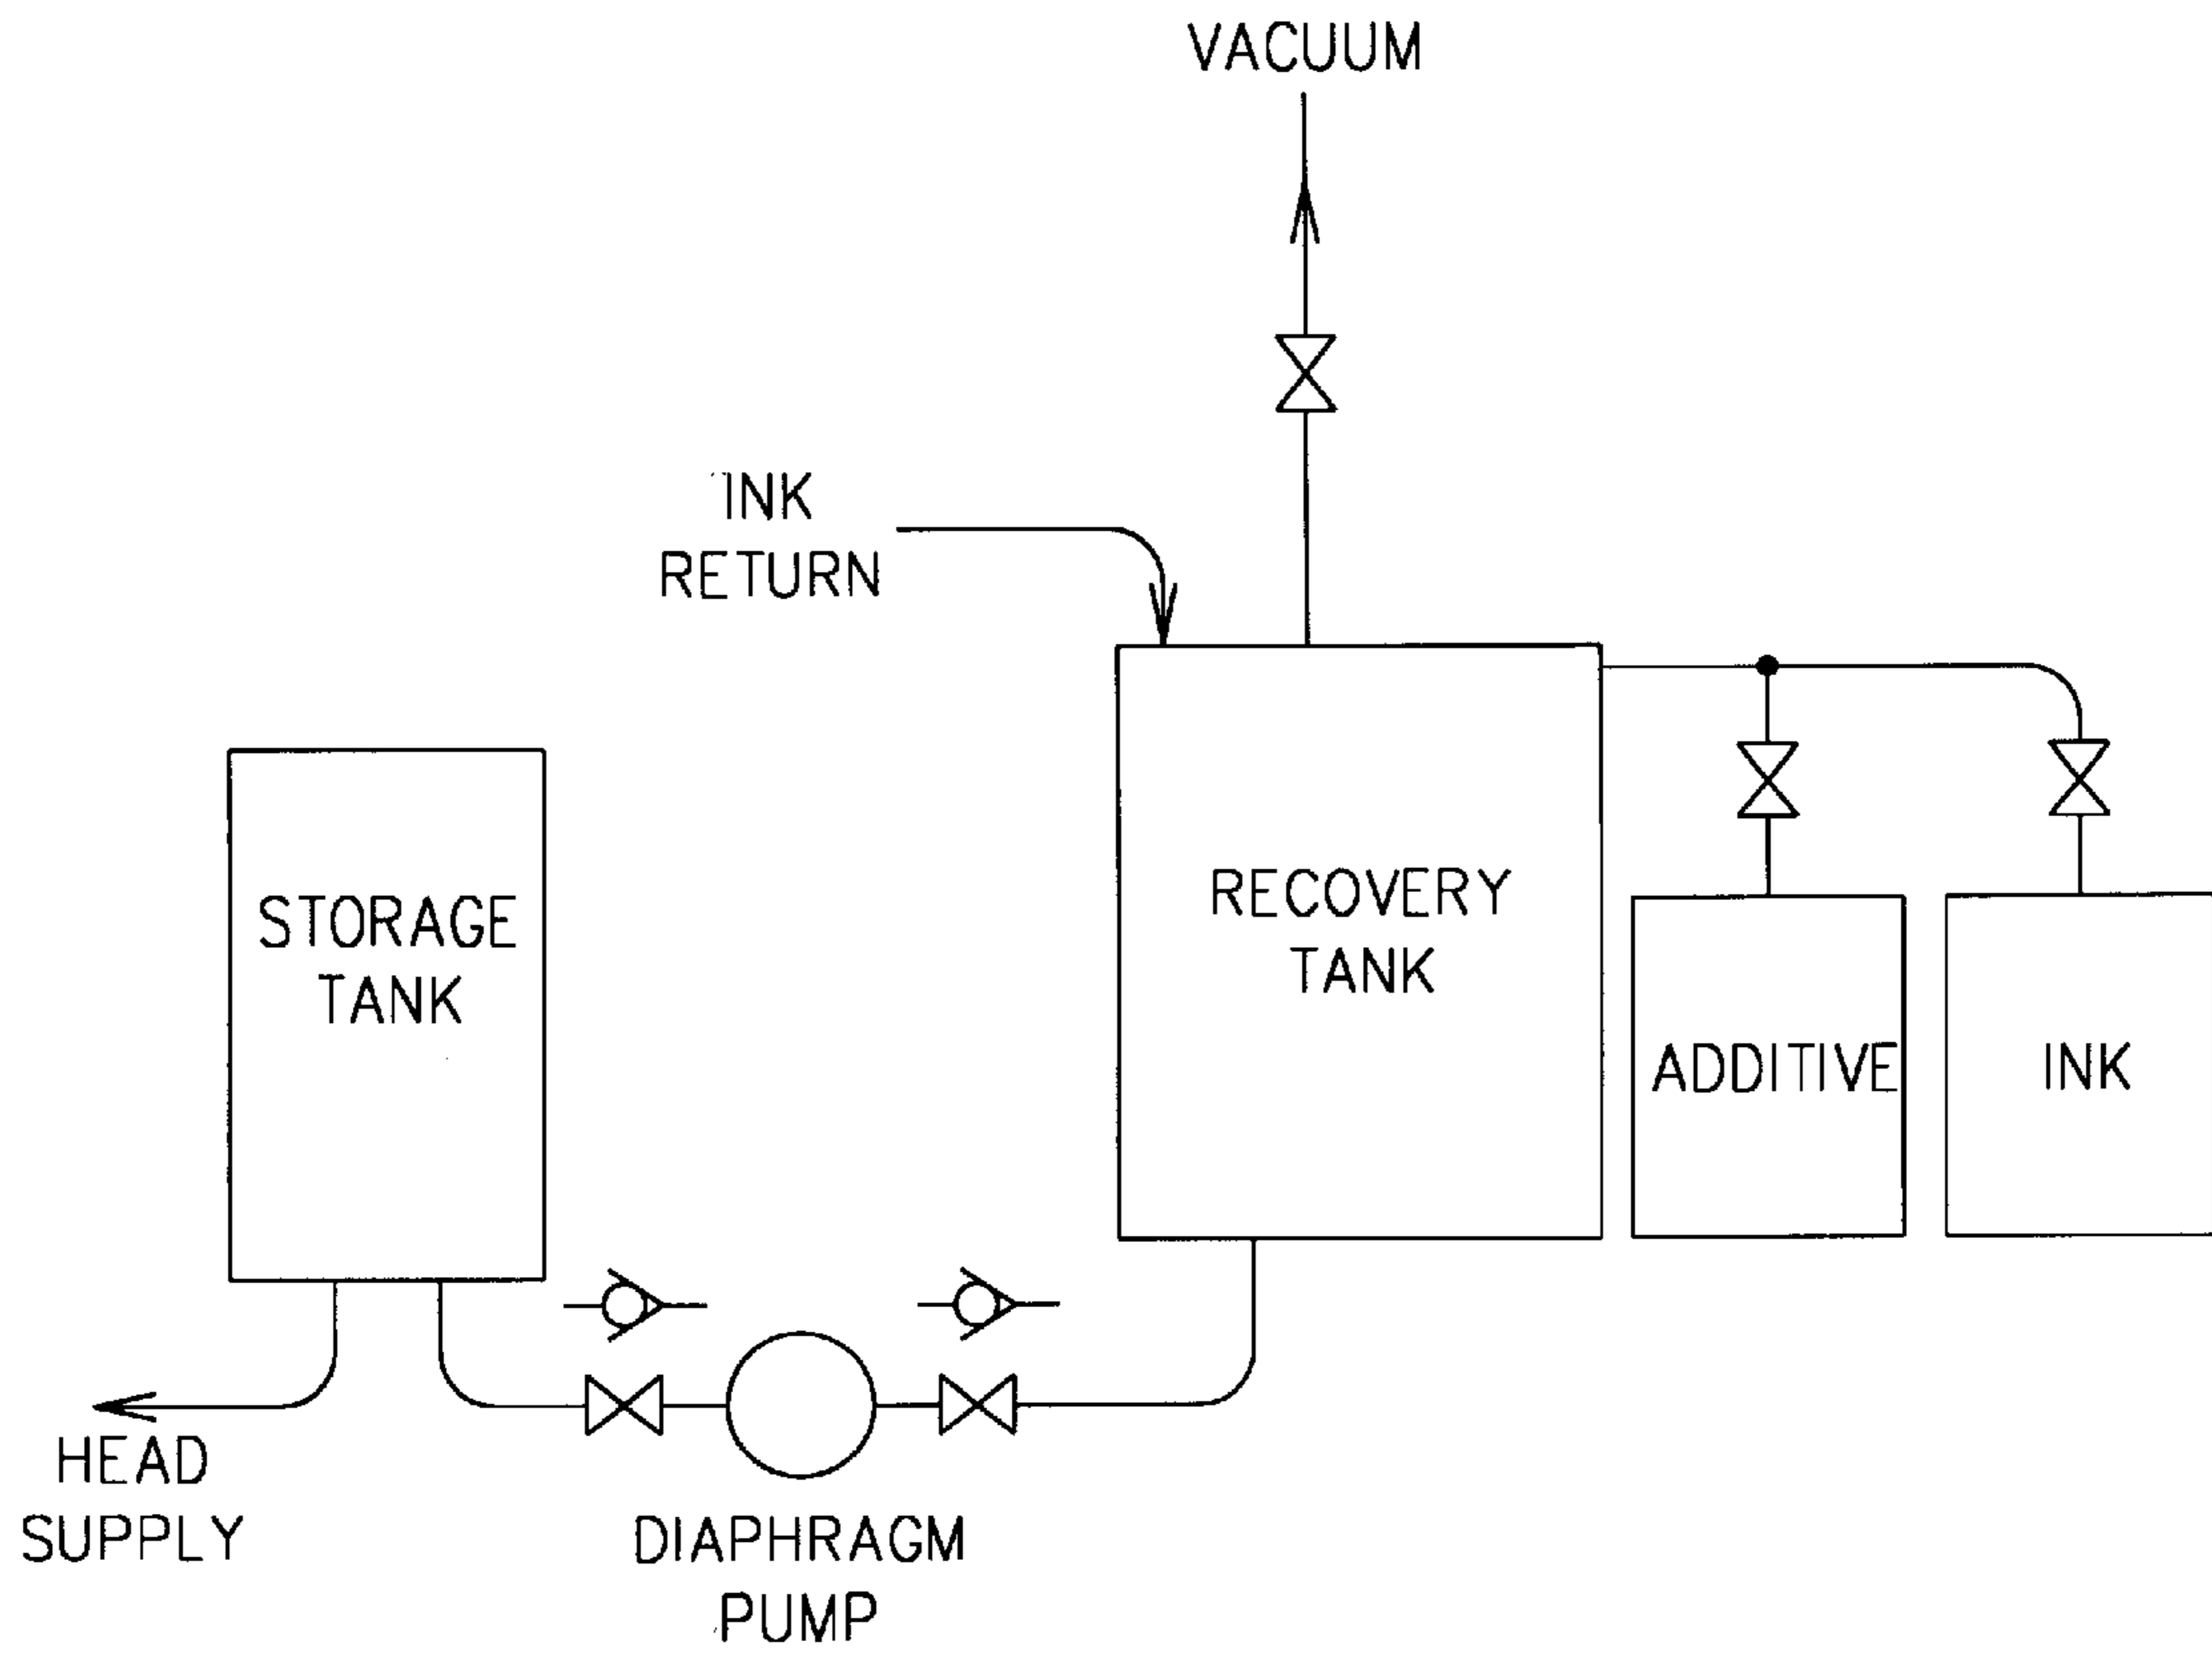 VACUUM
INK
RETURN
STORAGE
TANK
RECOVERY
TANK
ADDITIVE
INK
HEAD
SUPPLY
DIAPHRAGM
PUMP